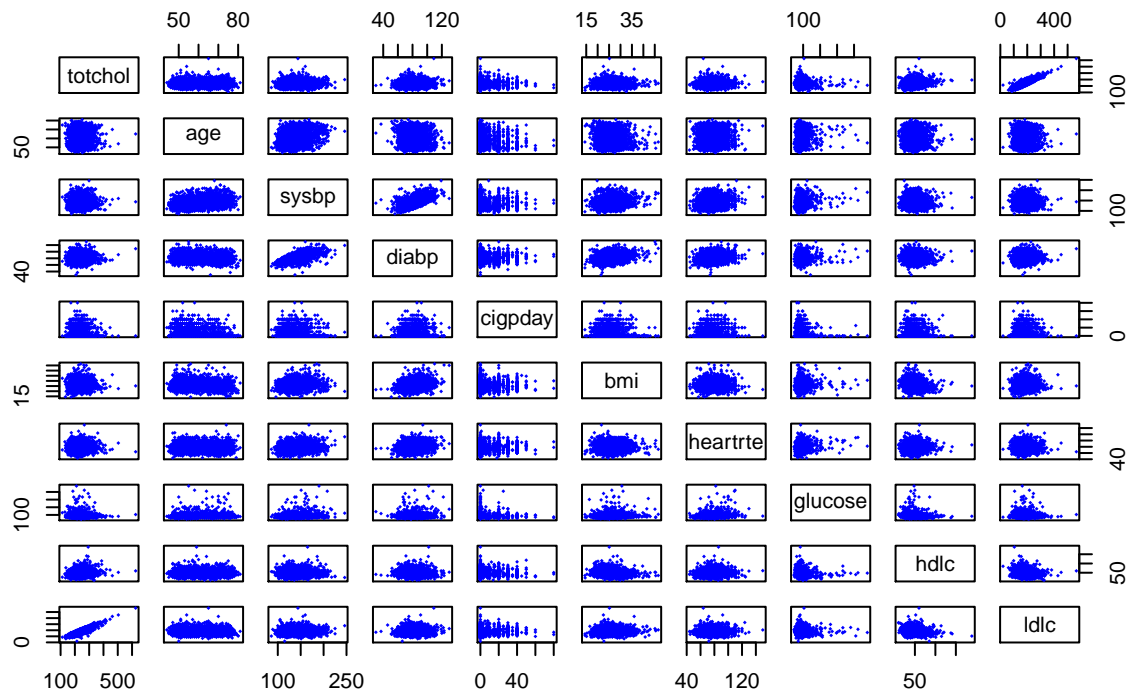 50 80 40 120 15 35 100 0 400
totchol 100
50 age
sysbp 100
40 diabp
cigpday 0
15 bmi
heartrte 40
100 glucose
hdlc 50
0 ldlc
100 500 100 250 0 40 40 120 50